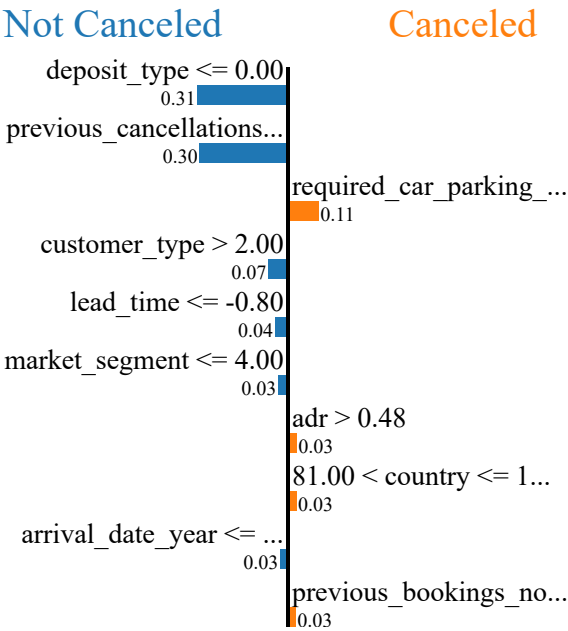 Not Canceled Canceled
deposit_type <= 0.00
0.31
previous_cancellations...
0.30
required_car_parking_...
0.11
customer_type > 2.00
0.07
lead_time <= -0.80
0.04
market_segment <= 4.00
0.03
adr > 0.48
0.03
81.00 < country <= 1...
0.03
arrival_date_year <= ...
0.03
previous_bookings_no...
0.03